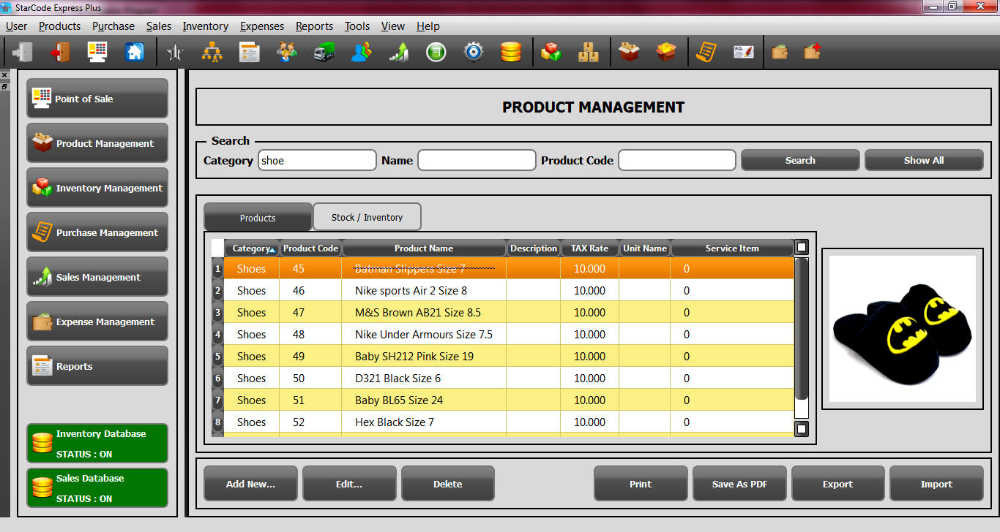 StarCode Express Plus
User Products Purchase Sales Inventory Expenses Reports Tools View Help
P.O.
Point of Sale
Product Management
Inventory Management
Purchase Management
Sales Management
Expense Management
Reports
Inventory Database
STATUS : ON
Sales Database
STATUS : ON
PRODUCT MANAGEMENT
Search
Category shoe Name Product Code Search Show All
Products Stock / Inventory
Category Product Code Product Name Description TAX Rate Unit Name Service Item
1 Shoes 45 Batman Slippers Size 7 10.000 0
2 Shoes 46 Nike sports Air 2 Size 8 10.000 0
3 Shoes 47 M&S Brown AB21 Size 8.5 10.000 0
4 Shoes 48 Nike Under Armours Size 7.5 10.000 0
5 Shoes 49 Baby SH212 Pink Size 19 10.000 0
6 Shoes 50 D321 Black Size 6 10.000 0
7 Shoes 51 Baby BL65 Size 24 10.000 0
8 Shoes 52 Hex Black Size 7 10.000 0
Add New... Edit... Delete Print Save As PDF Export Import